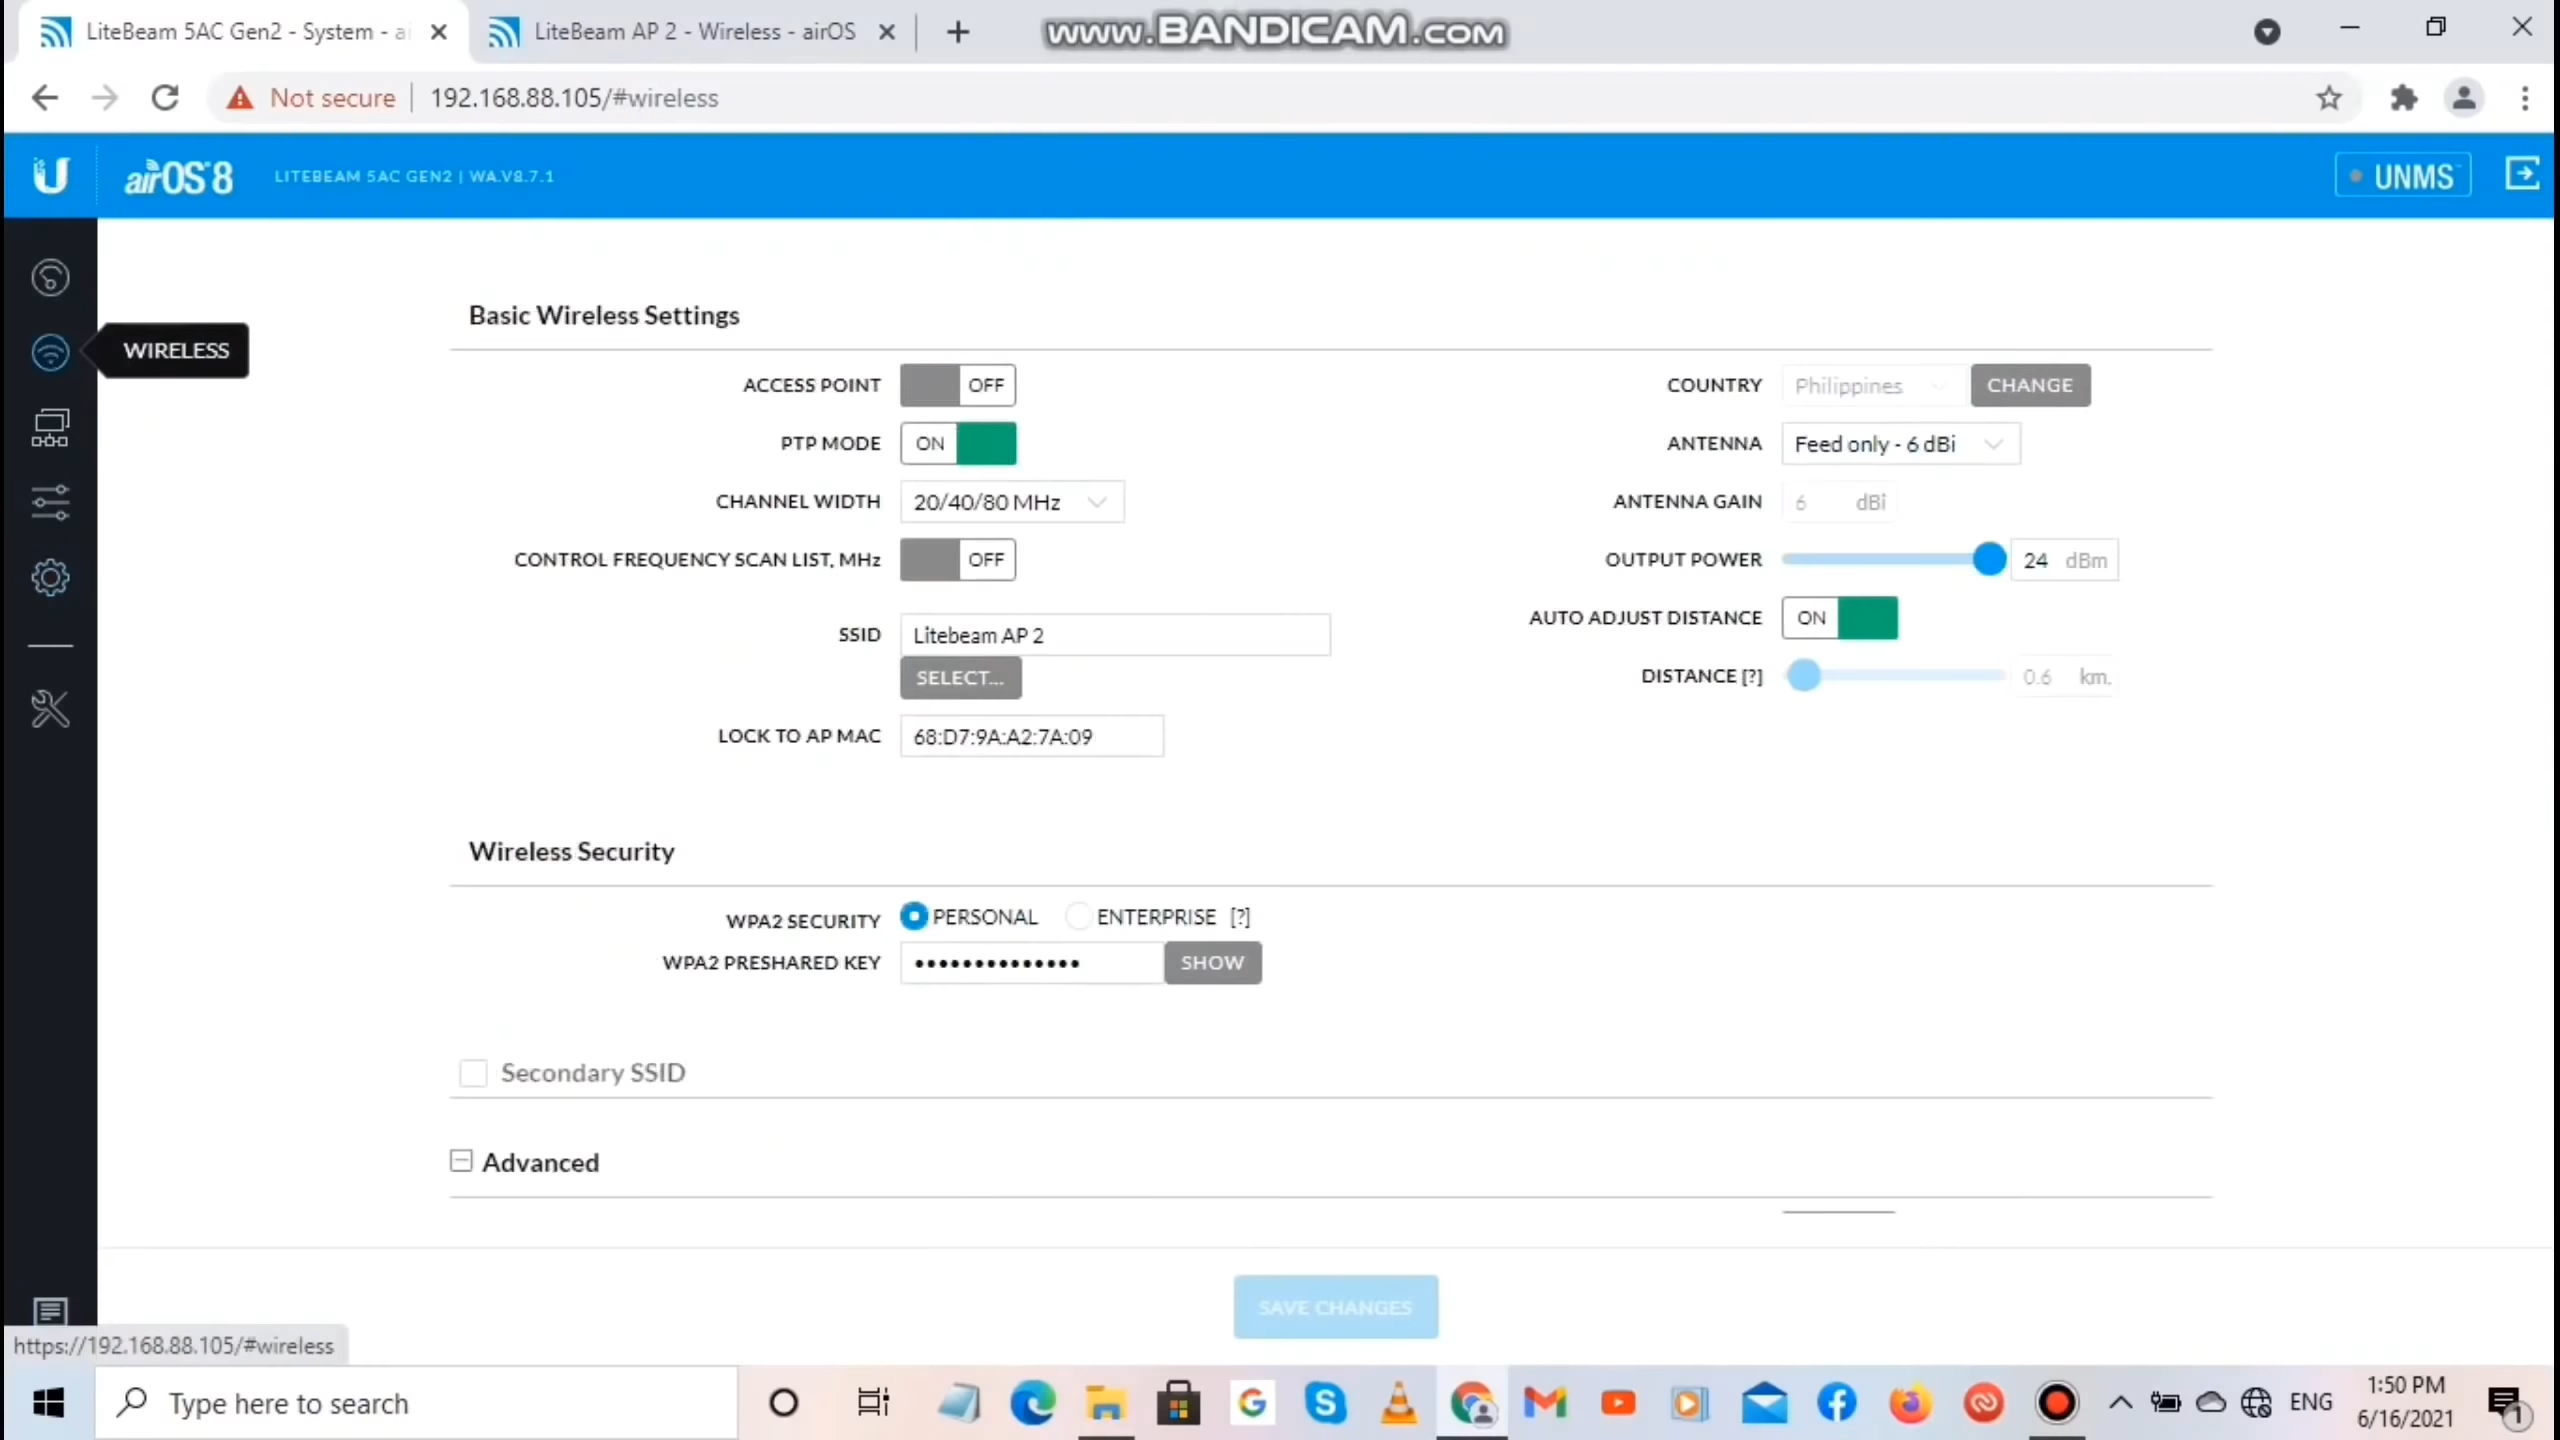 LiteBeam 5AC Gen2 - System - ai
LiteBeam AP 2 - Wireless - airOS
www.BANDICAM.com
Not secure
192.168.88.105/#wireless
airOS 8
LITEBEAM 5AC GEN2 | WA.V8.7.1
UNMS
WIRELESS
Basic Wireless Settings
ACCESS POINT OFF
PTP MODE ON
CHANNEL WIDTH 20/40/80 MHz
CONTROL FREQUENCY SCAN LIST, MHz OFF
SSID Litebeam AP 2
SELECT...
LOCK TO AP MAC 68:D7:9A:A2:7A:09
COUNTRY Philippines CHANGE
ANTENNA Feed only - 6 dBi
ANTENNA GAIN 6 dBi
OUTPUT POWER 24 dBm
AUTO ADJUST DISTANCE ON
DISTANCE [?] 0.6 km.
Wireless Security
WPA2 SECURITY PERSONAL ENTERPRISE [?]
WPA2 PRESHARED KEY •••••••••••••• SHOW
Secondary SSID
Advanced
SAVE CHANGES
https://192.168.88.105/#wireless
Type here to search
ENG
1:50 PM
6/16/2021
1